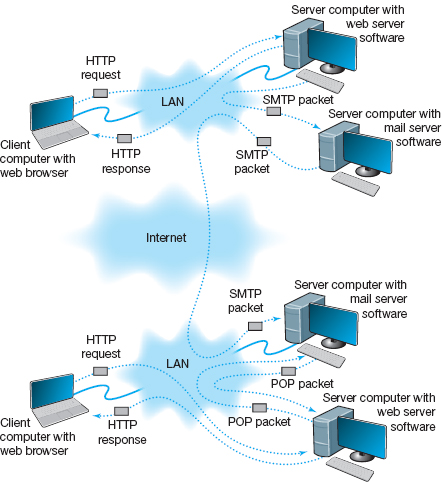 Server computer with
web server
software
HTTP
request
LAN
SMTP packet
Server computer with
mail server
software
Client
computer with
web browser
HTTP
response
SMTP
packet
Internet
Server computer with
mail server
software
SMTP
packet
HTTP
request
LAN
POP packet
Server computer with
web server
software
Client
computer with
web browser
HTTP
response
POP packet